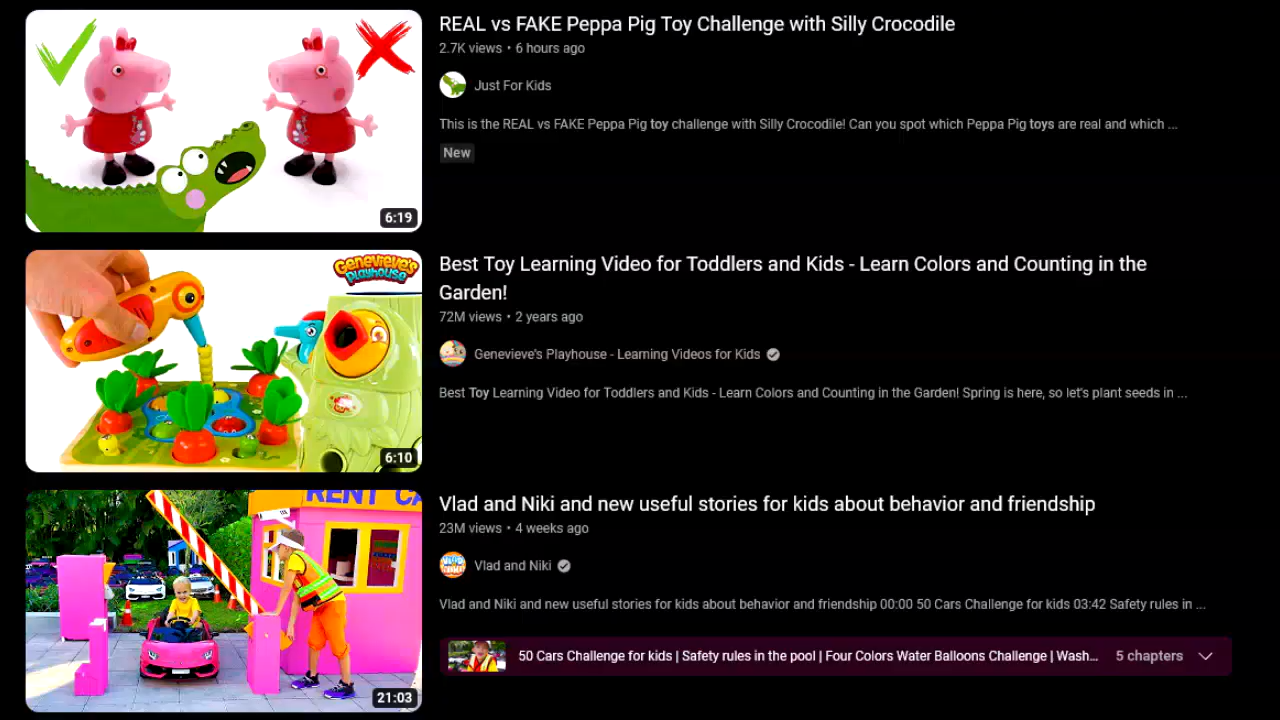 REAL vs FAKE Peppa Pig Toy Challenge with Silly Crocodile
2.7K views • 6 hours ago
Just For Kids
This is the REAL vs FAKE Peppa Pig toy challenge with Silly Crocodile! Can you spot which Peppa Pig toys are real and which ...
New
6:19
Genevieve's
Playhouse
Best Toy Learning Video for Toddlers and Kids - Learn Colors and Counting in the
Garden!
72M views • 2 years ago
Genevieve's Playhouse - Learning Videos for Kids
Best Toy Learning Video for Toddlers and Kids - Learn Colors and Counting in the Garden! Spring is here, so let's plant seeds in ...
6:10
RENT CA
Vlad and Niki and new useful stories for kids about behavior and friendship
23M views • 4 weeks ago
Vlad and Niki
Vlad and Niki and new useful stories for kids about behavior and friendship 00:00 50 Cars Challenge for kids 03:42 Safety rules in ...
50 Cars Challenge for kids | Safety rules in the pool | Four Colors Water Balloons Challenge | Wash... 5 chapters
21:03